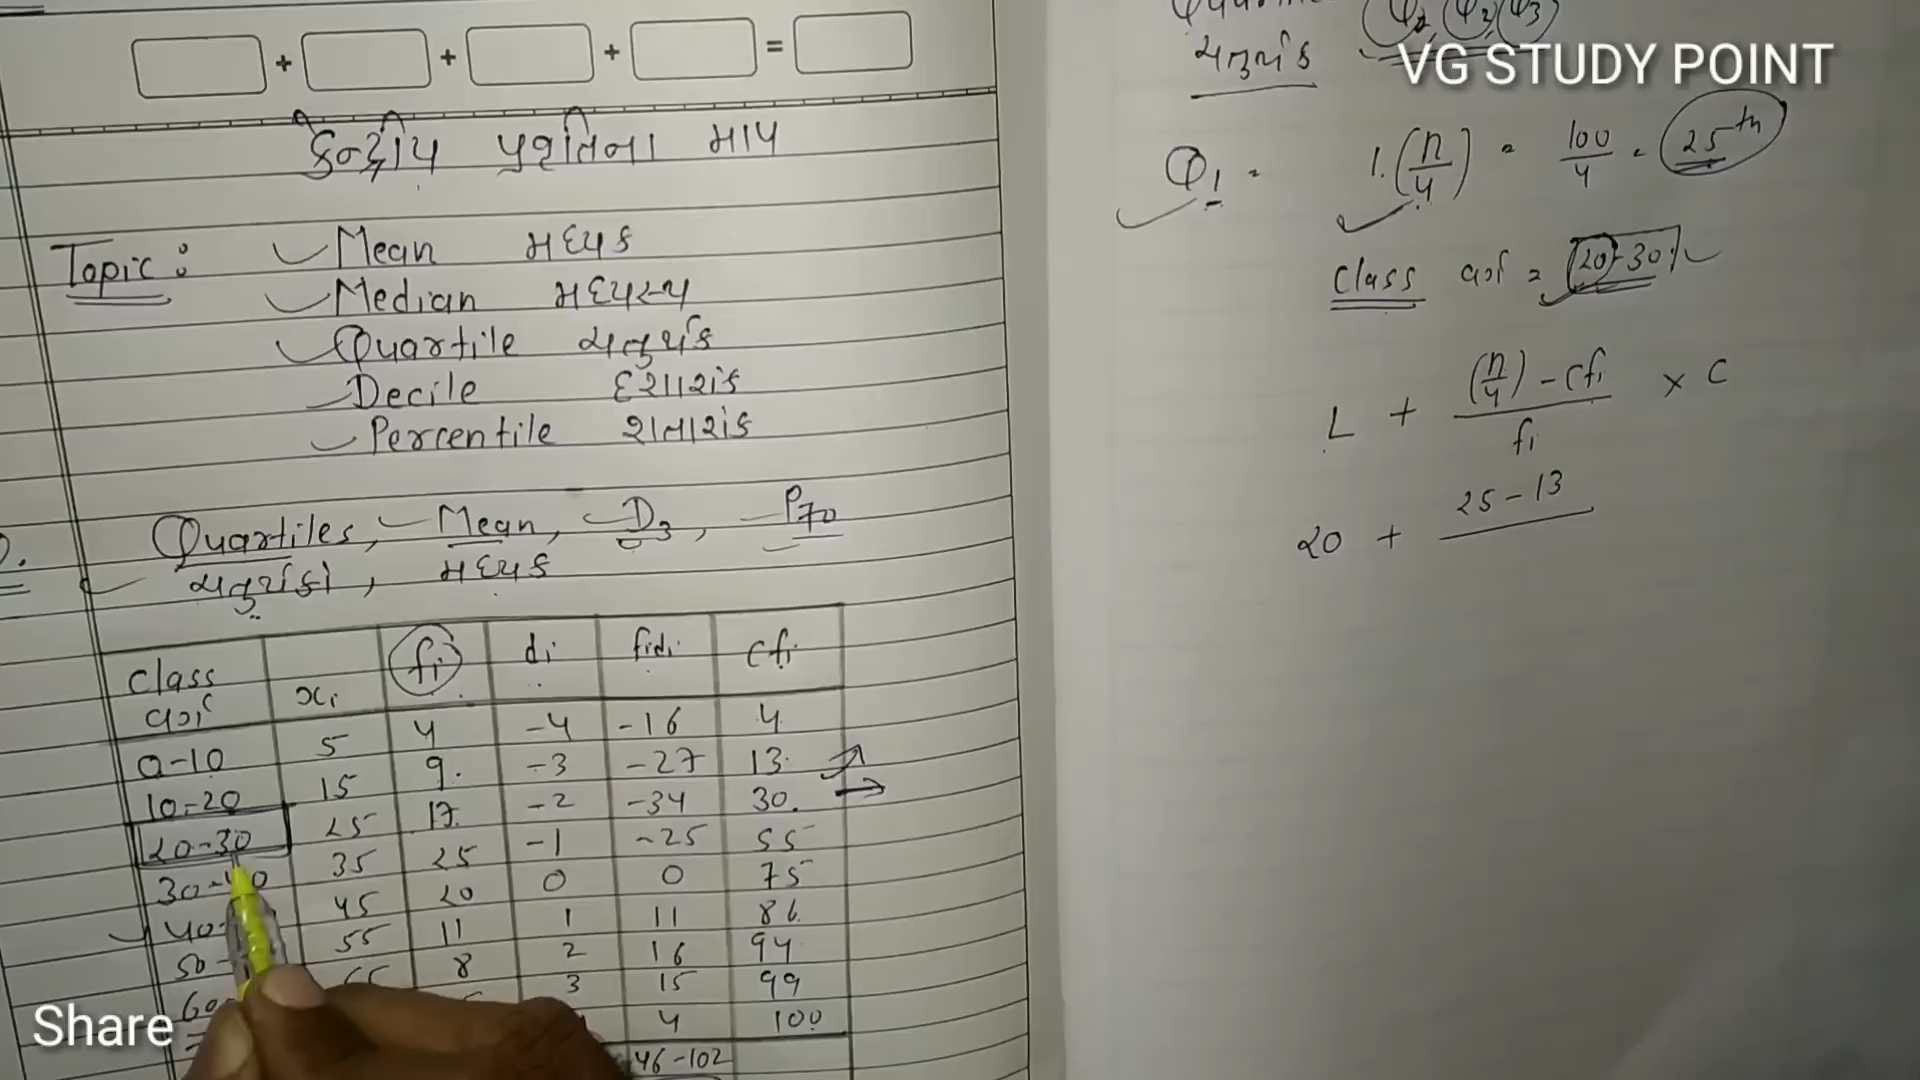 + + + =
કેન્દ્રીય પ્રવૃત્તિના માપ
Topic :
Mean મધ્યક
Median મધ્યસ્થ
Quartile ચતુર્થક
Decile દશાંશક
Percentile શતાંશક
Quartiles, Mean, D3, P70
ચતુર્થકો, મધ્યક
class વર્ગ xi fi di fidi cfi
0-10 5 4 -4 -16 4
10-20 15 9 -3 -27 13
20-30 25 17 -2 -34 30
30-40 35 25 -1 -25 55
40- 45 20 0 0 75
50- 55 11 1 11 86
60 65 8 2 16 94
3 15 99
4 100
46-102
VG STUDY POINT
Q1 = 1.(n/4) = 100/4 = 25th
class વર્ગ = 20-30
L + (n/4) - cfi / fi × C
20 + 25 - 13
Share